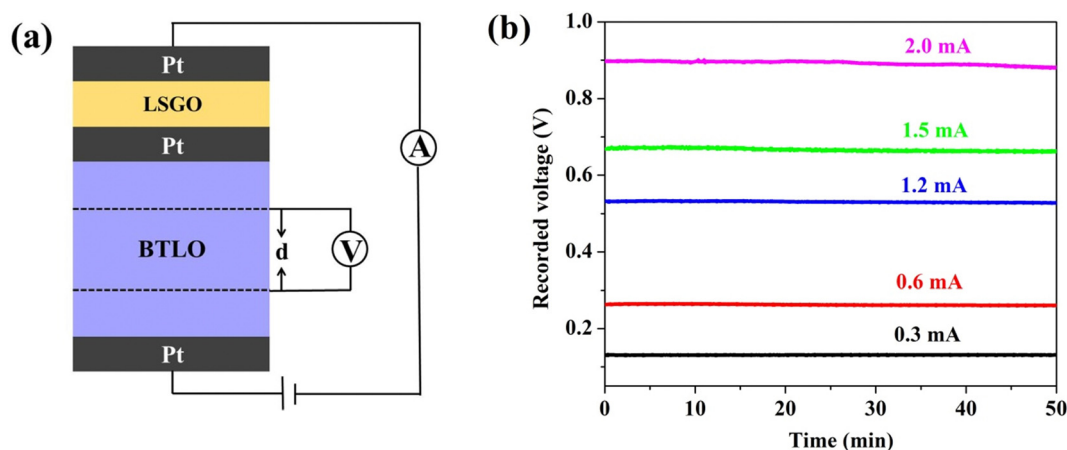 (a)
Pt
LSGO
Pt
A
BTLO
d
V
Pt
(b)
Recorded voltage (V)
1.0
0.8
0.6
0.4
0.2
2.0 mA
1.5 mA
1.2 mA
0.6 mA
0.3 mA
0
10
20
30
40
50
Time (min)